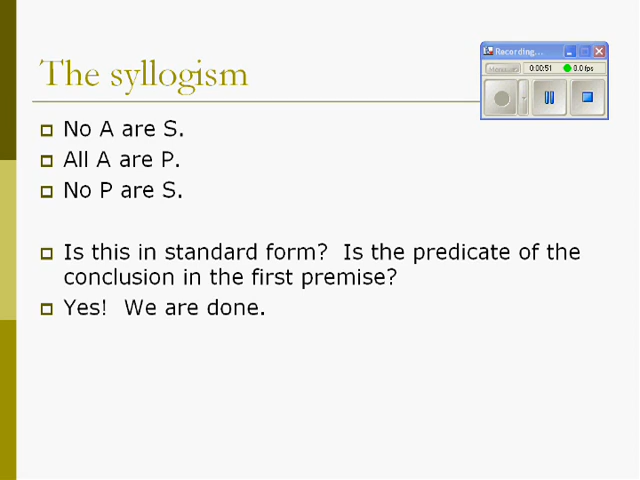 The syllogism
Recording...
0:00:51
0.0 fps
No A are S.
All A are P.
No P are S.
Is this in standard form? Is the predicate of the
conclusion in the first premise?
Yes! We are done.